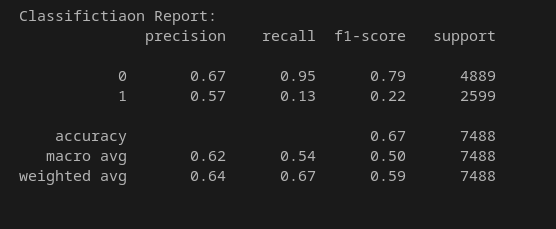 Classifictiaon Report:
precision recall f1-score support
0 0.67 0.95 0.79 4889
1 0.57 0.13 0.22 2599
accuracy 0.67 7488
macro avg 0.62 0.54 0.50 7488
weighted avg 0.64 0.67 0.59 7488